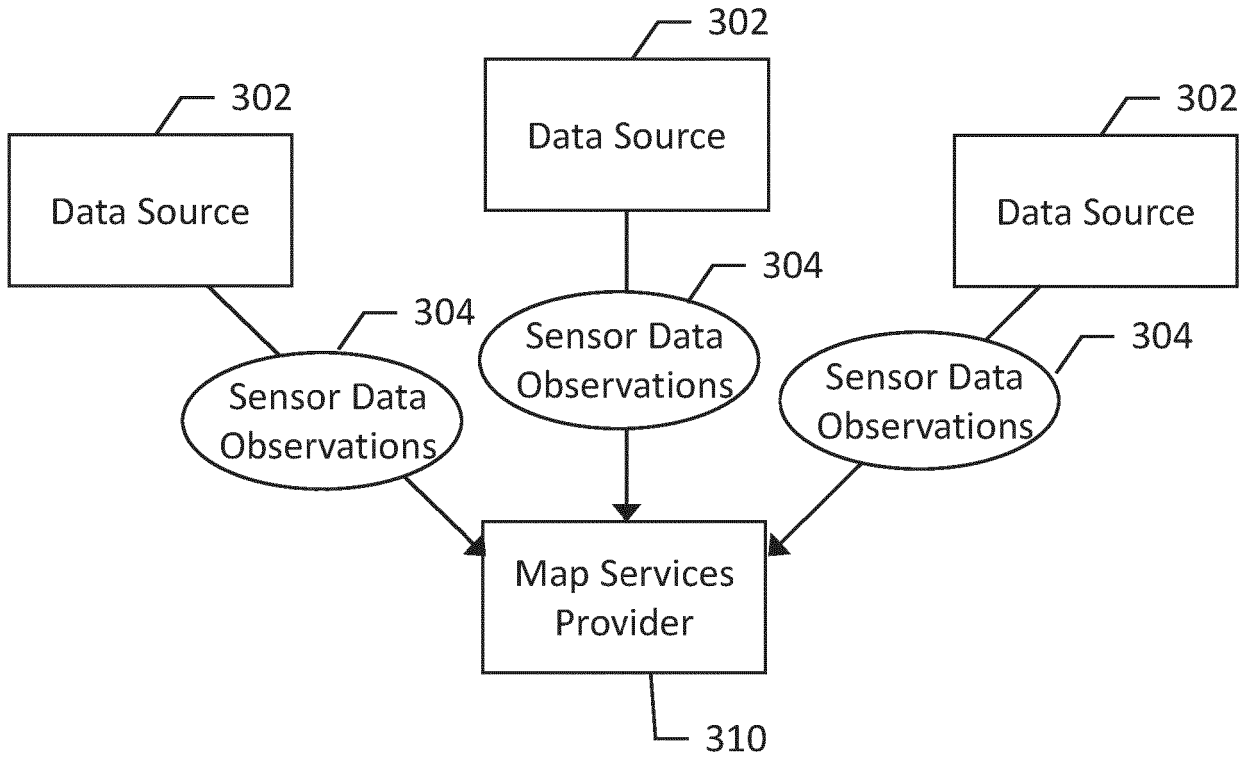 302
Data Source
302
Data Source
302
Data Source
304
Sensor Data
Observations
304
Sensor Data
Observations
304
Sensor Data
Observations
Map Services
Provider
310